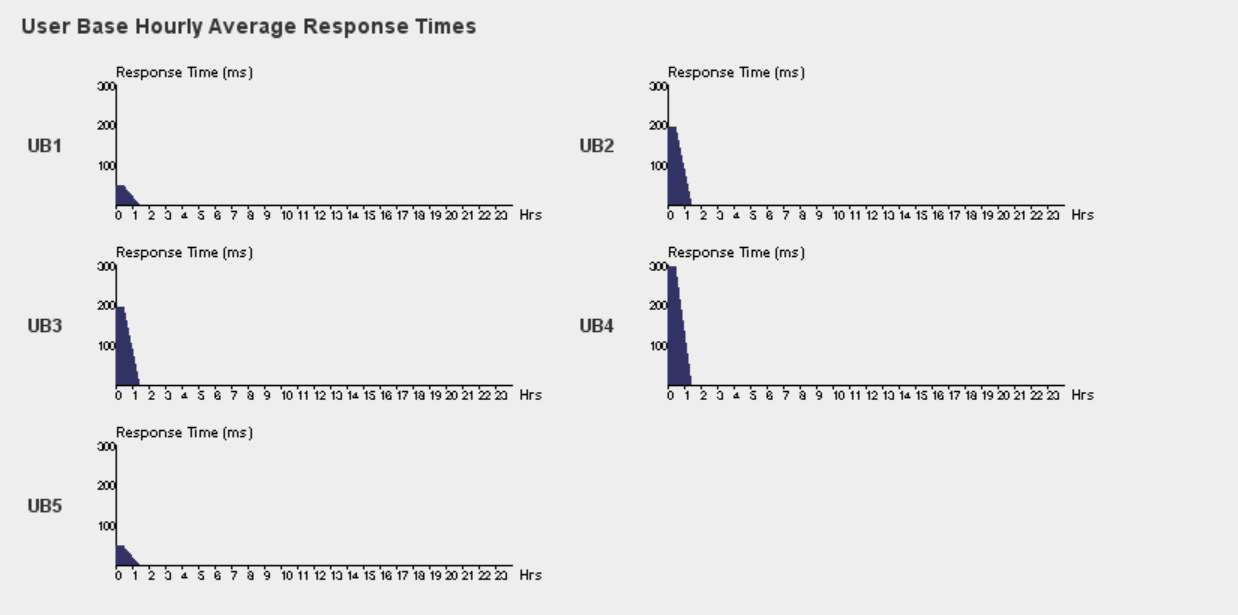 User Base Hourly Average Response Times
UB1
Response Time (ms)
300
200
100
0 1 2 3 4 5 6 7 8 9 10 11 12 13 14 15 16 17 18 19 20 21 22 23 Hrs
UB2
Response Time (ms)
300
200
100
0 1 2 3 4 5 6 7 8 9 10 11 12 13 14 15 16 17 18 19 20 21 22 23 Hrs
UB3
Response Time (ms)
300
200
100
0 1 2 3 4 5 6 7 8 9 10 11 12 13 14 15 16 17 18 19 20 21 22 23 Hrs
UB4
Response Time (ms)
300
200
100
0 1 2 3 4 5 6 7 8 9 10 11 12 13 14 15 16 17 18 19 20 21 22 23 Hrs
UB5
Response Time (ms)
300
200
100
0 1 2 3 4 5 6 7 8 9 10 11 12 13 14 15 16 17 18 19 20 21 22 23 Hrs